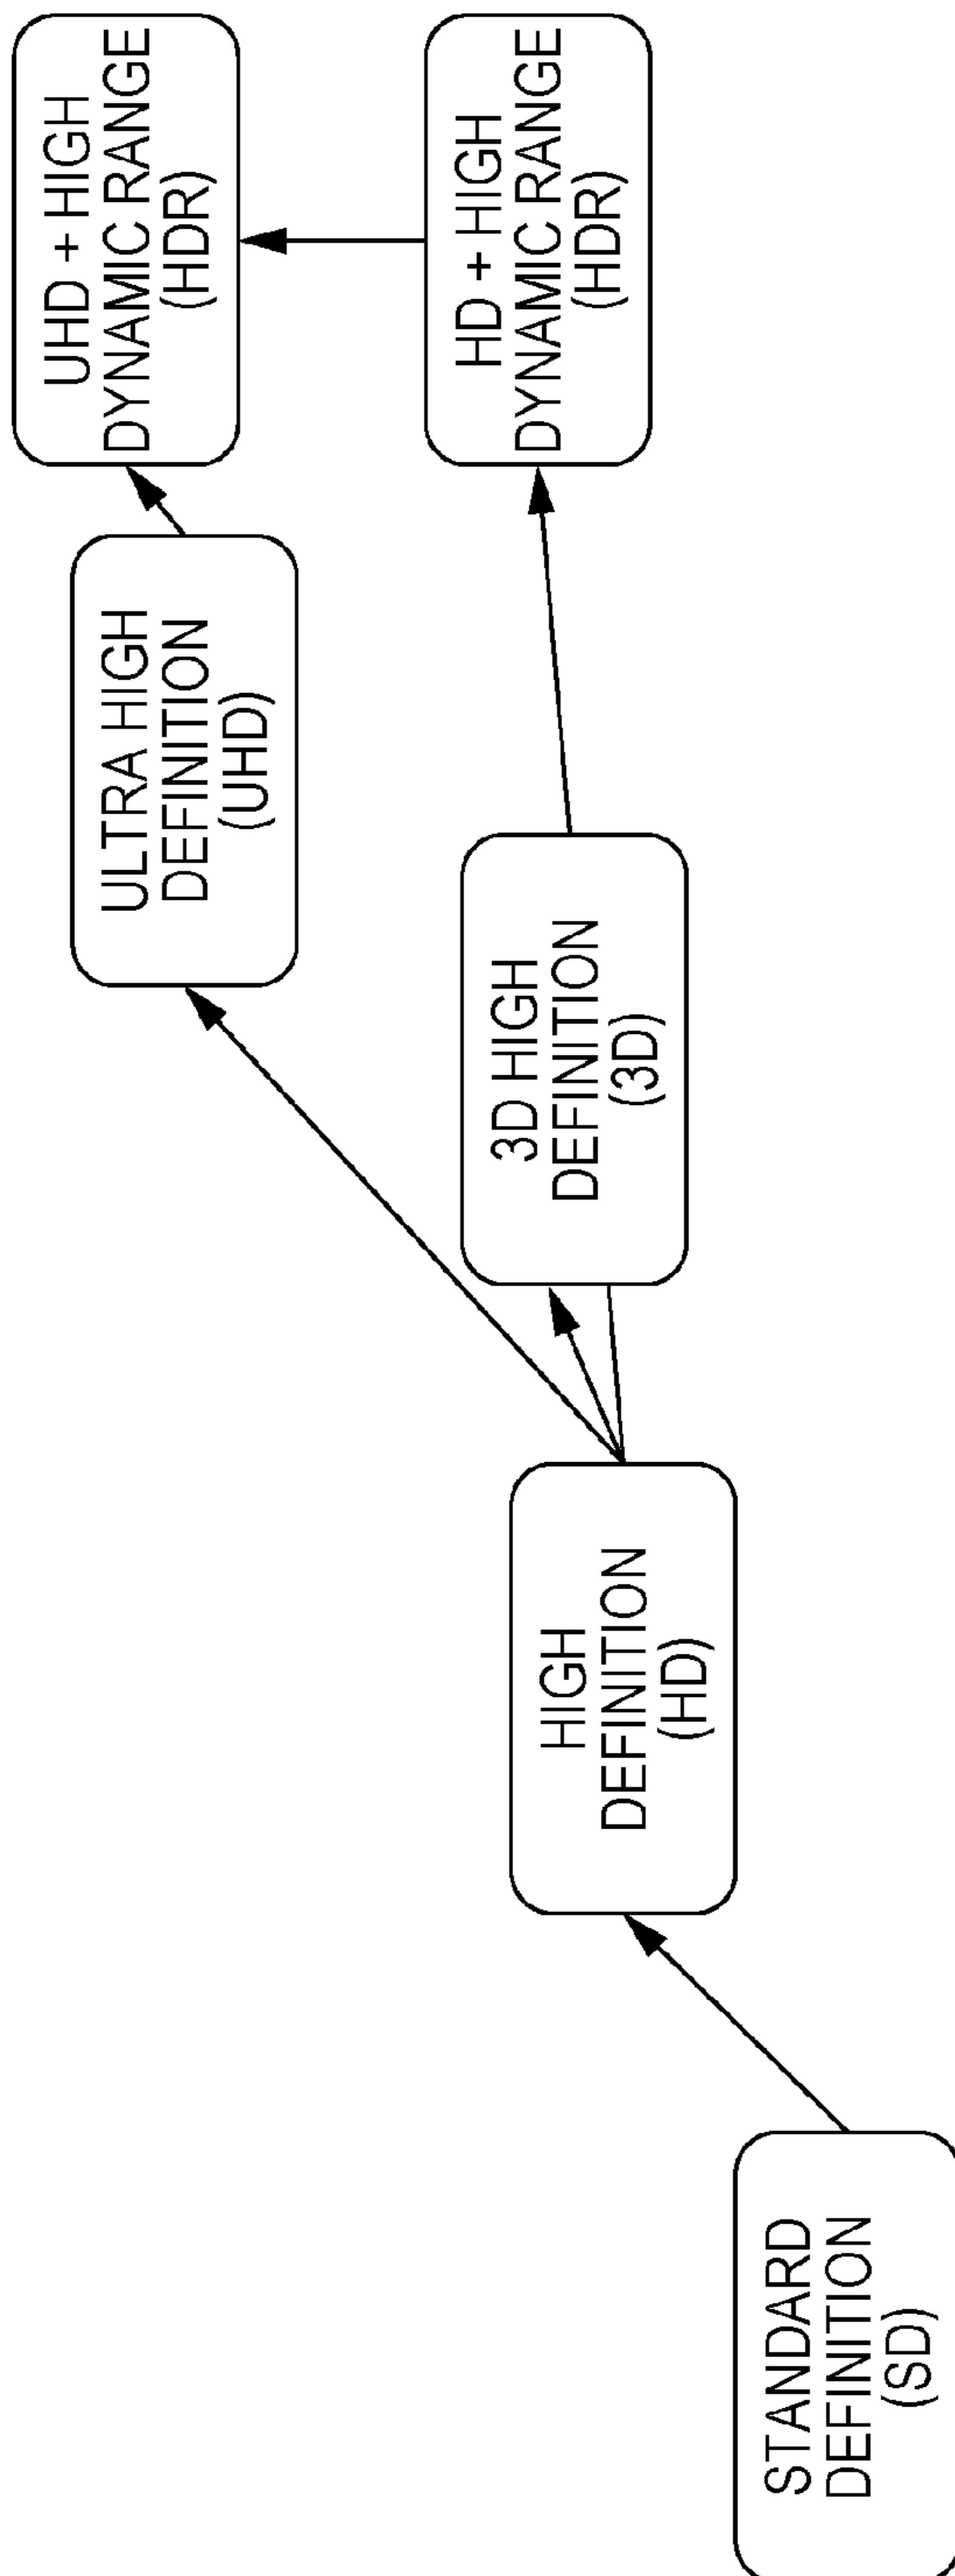 STANDARD
DEFINITION
(SD)
HIGH
DEFINITION
(HD)
3D HIGH
DEFINITION
(3D)
ULTRA HIGH
DEFINITION
(UHD)
UHD + HIGH
DYNAMIC RANGE
(HDR)
HD + HIGH
DYNAMIC RANGE
(HDR)